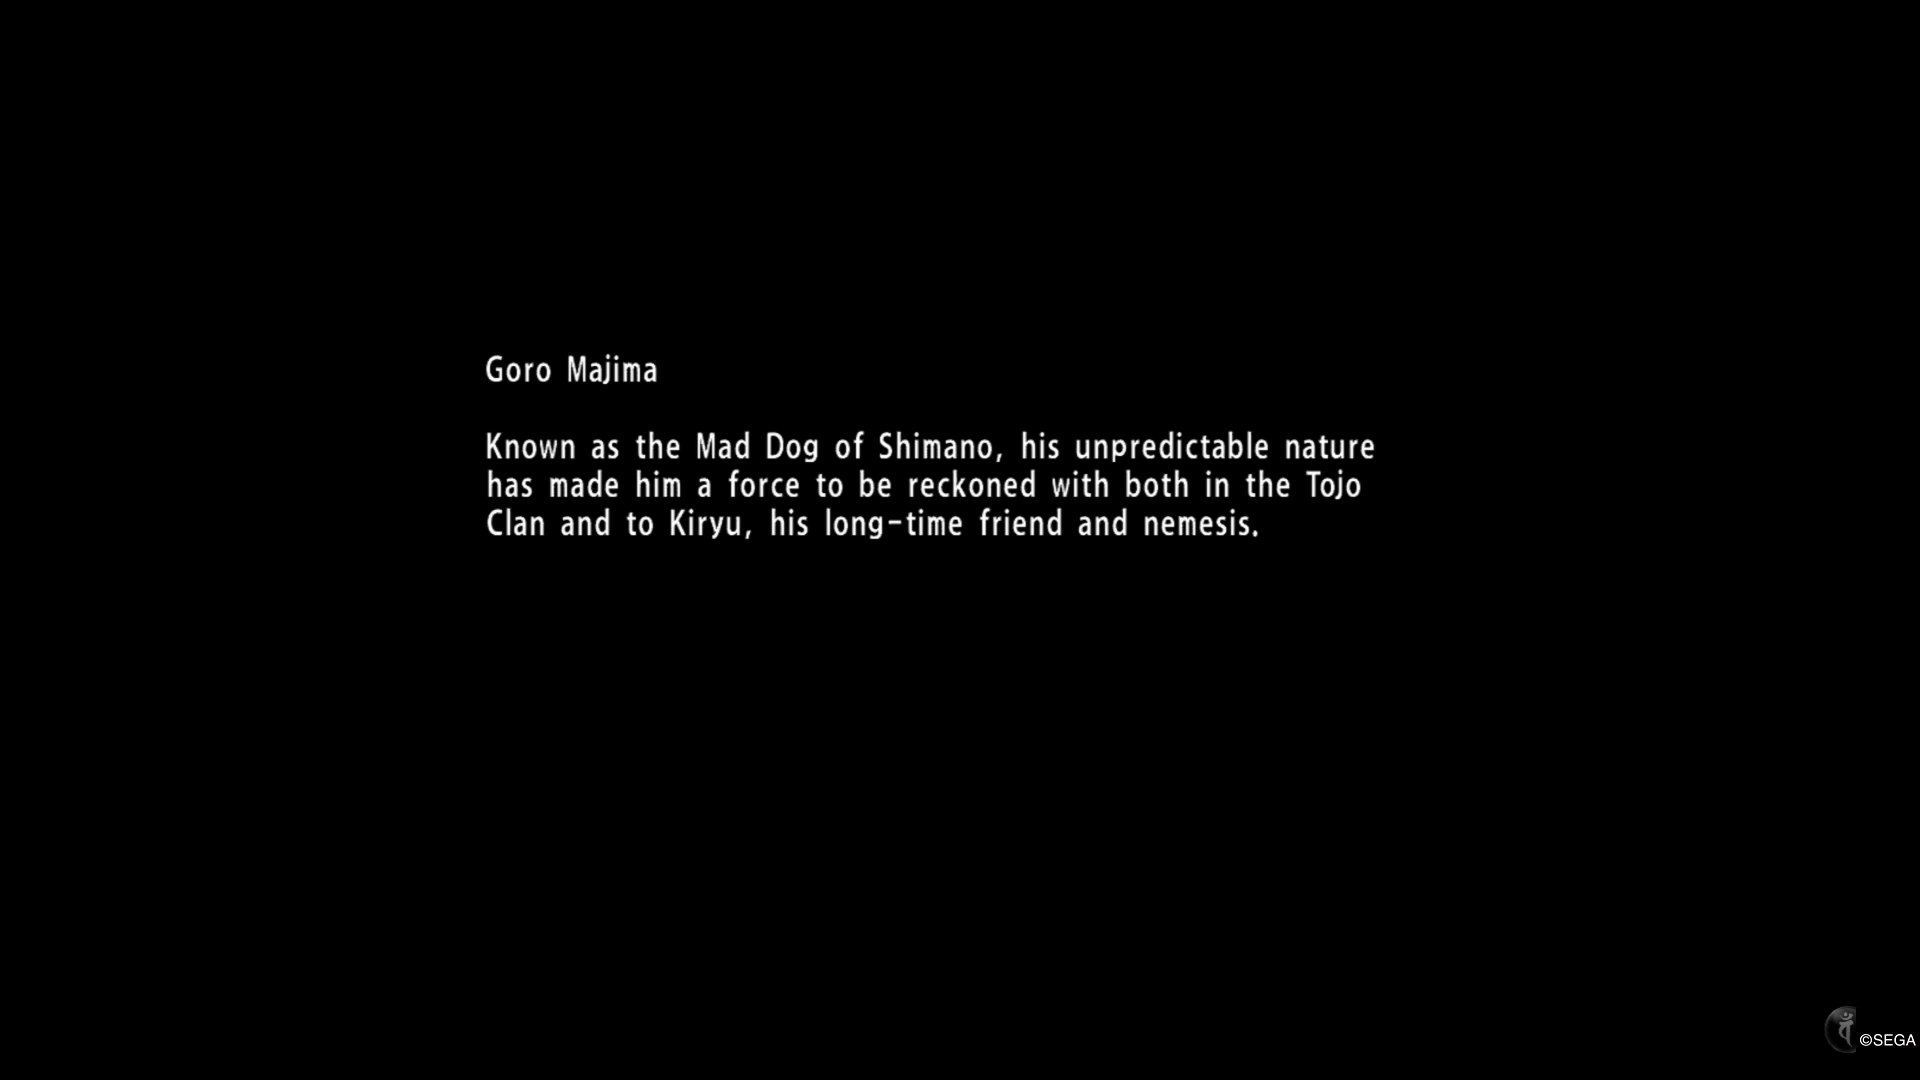 Goro Majima
Known as the Mad Dog of Shimano, his unpredictable nature
has made him a force to be reckoned with both in the Tojo
Clan and to Kiryu, his long-time friend and nemesis.
©SEGA